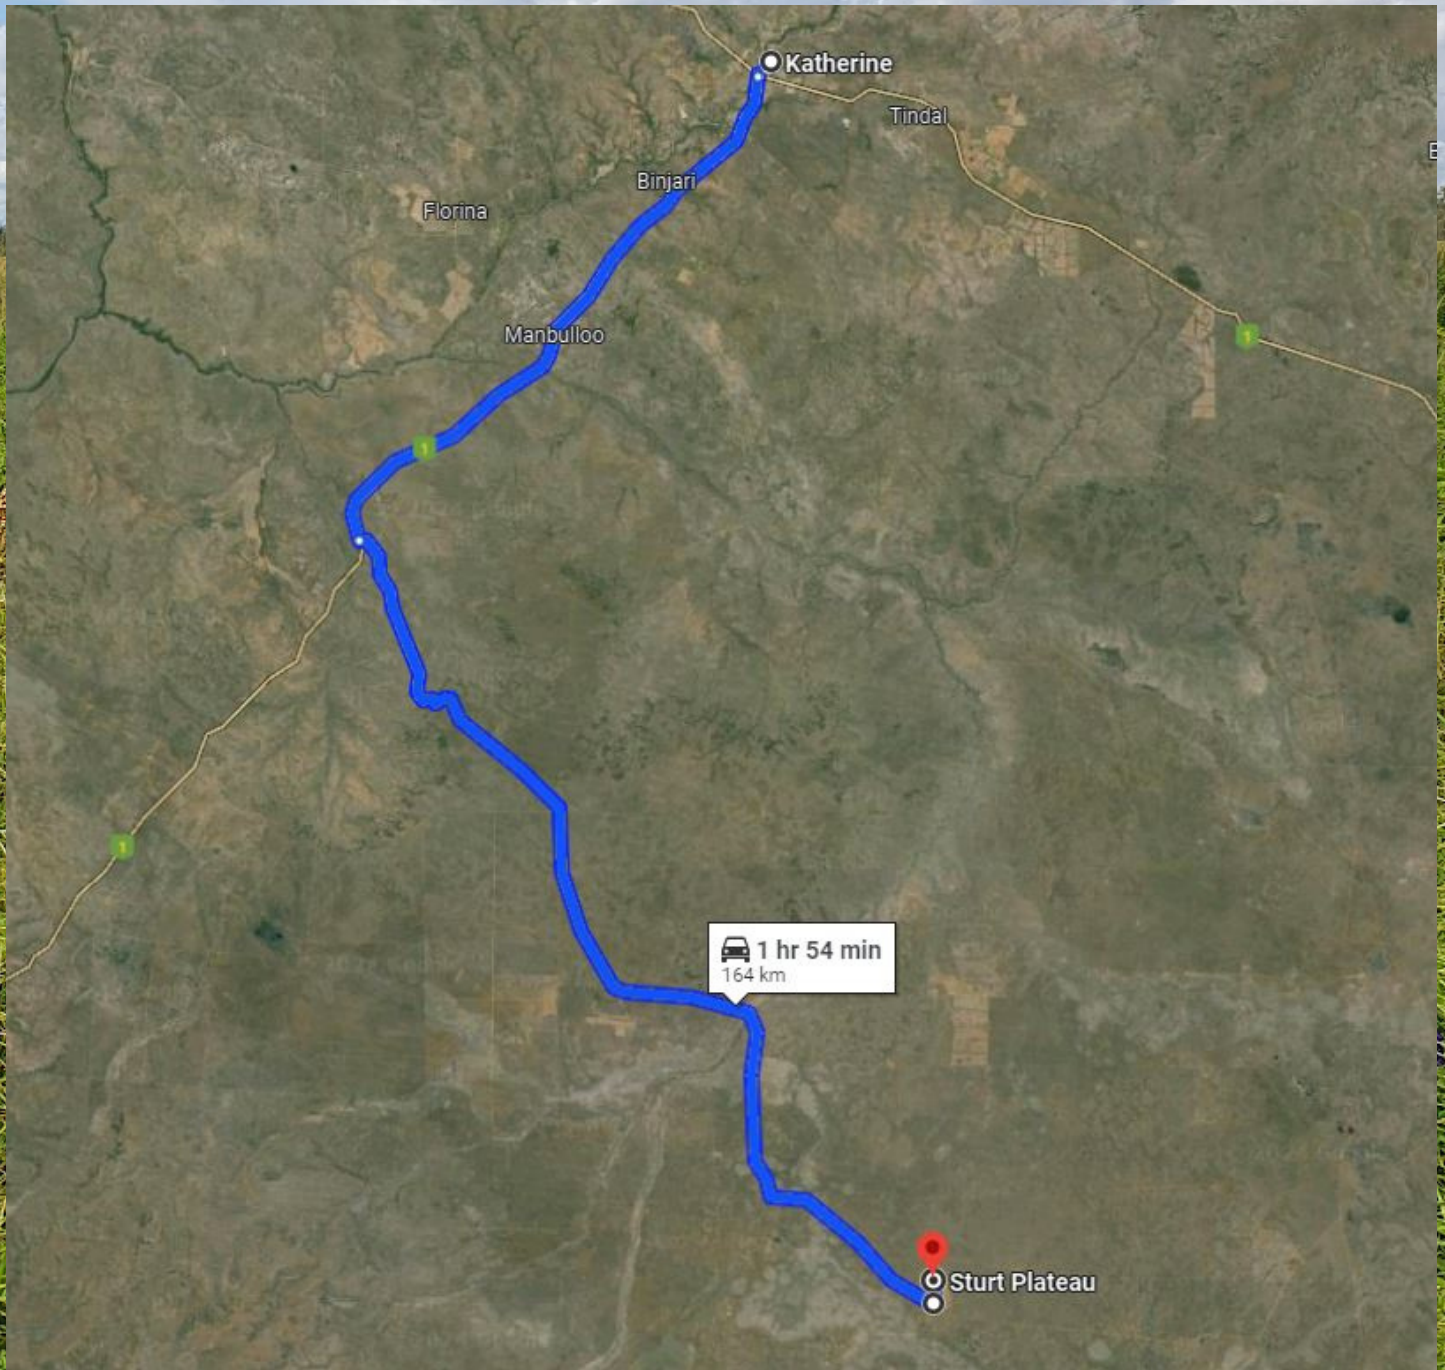 Katherine
Tindal
Binjari
Florina
Manbulloo
1
1
1
1 hr 54 min
164 km
Sturt Plateau